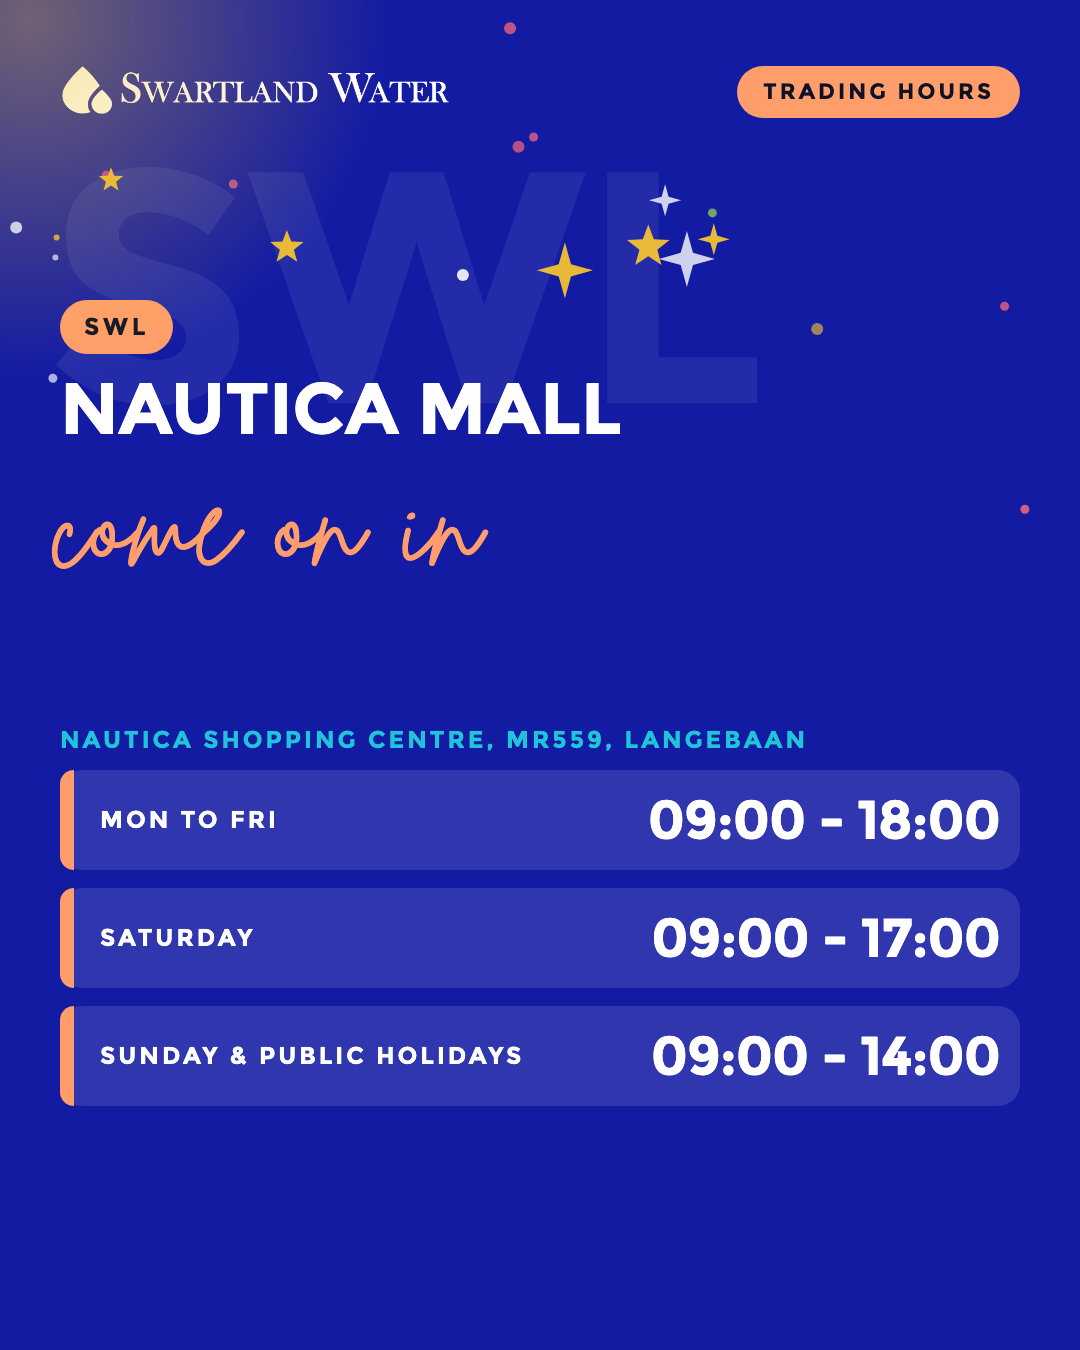 SWARTLAND WATER
TRADING HOURS
SWL
SWL
NAUTICA MALL
come on in
NAUTICA SHOPPING CENTRE, MR559, LANGEBAAN
MON TO FRI 09:00 - 18:00
SATURDAY 09:00 - 17:00
SUNDAY & PUBLIC HOLIDAYS 09:00 - 14:00